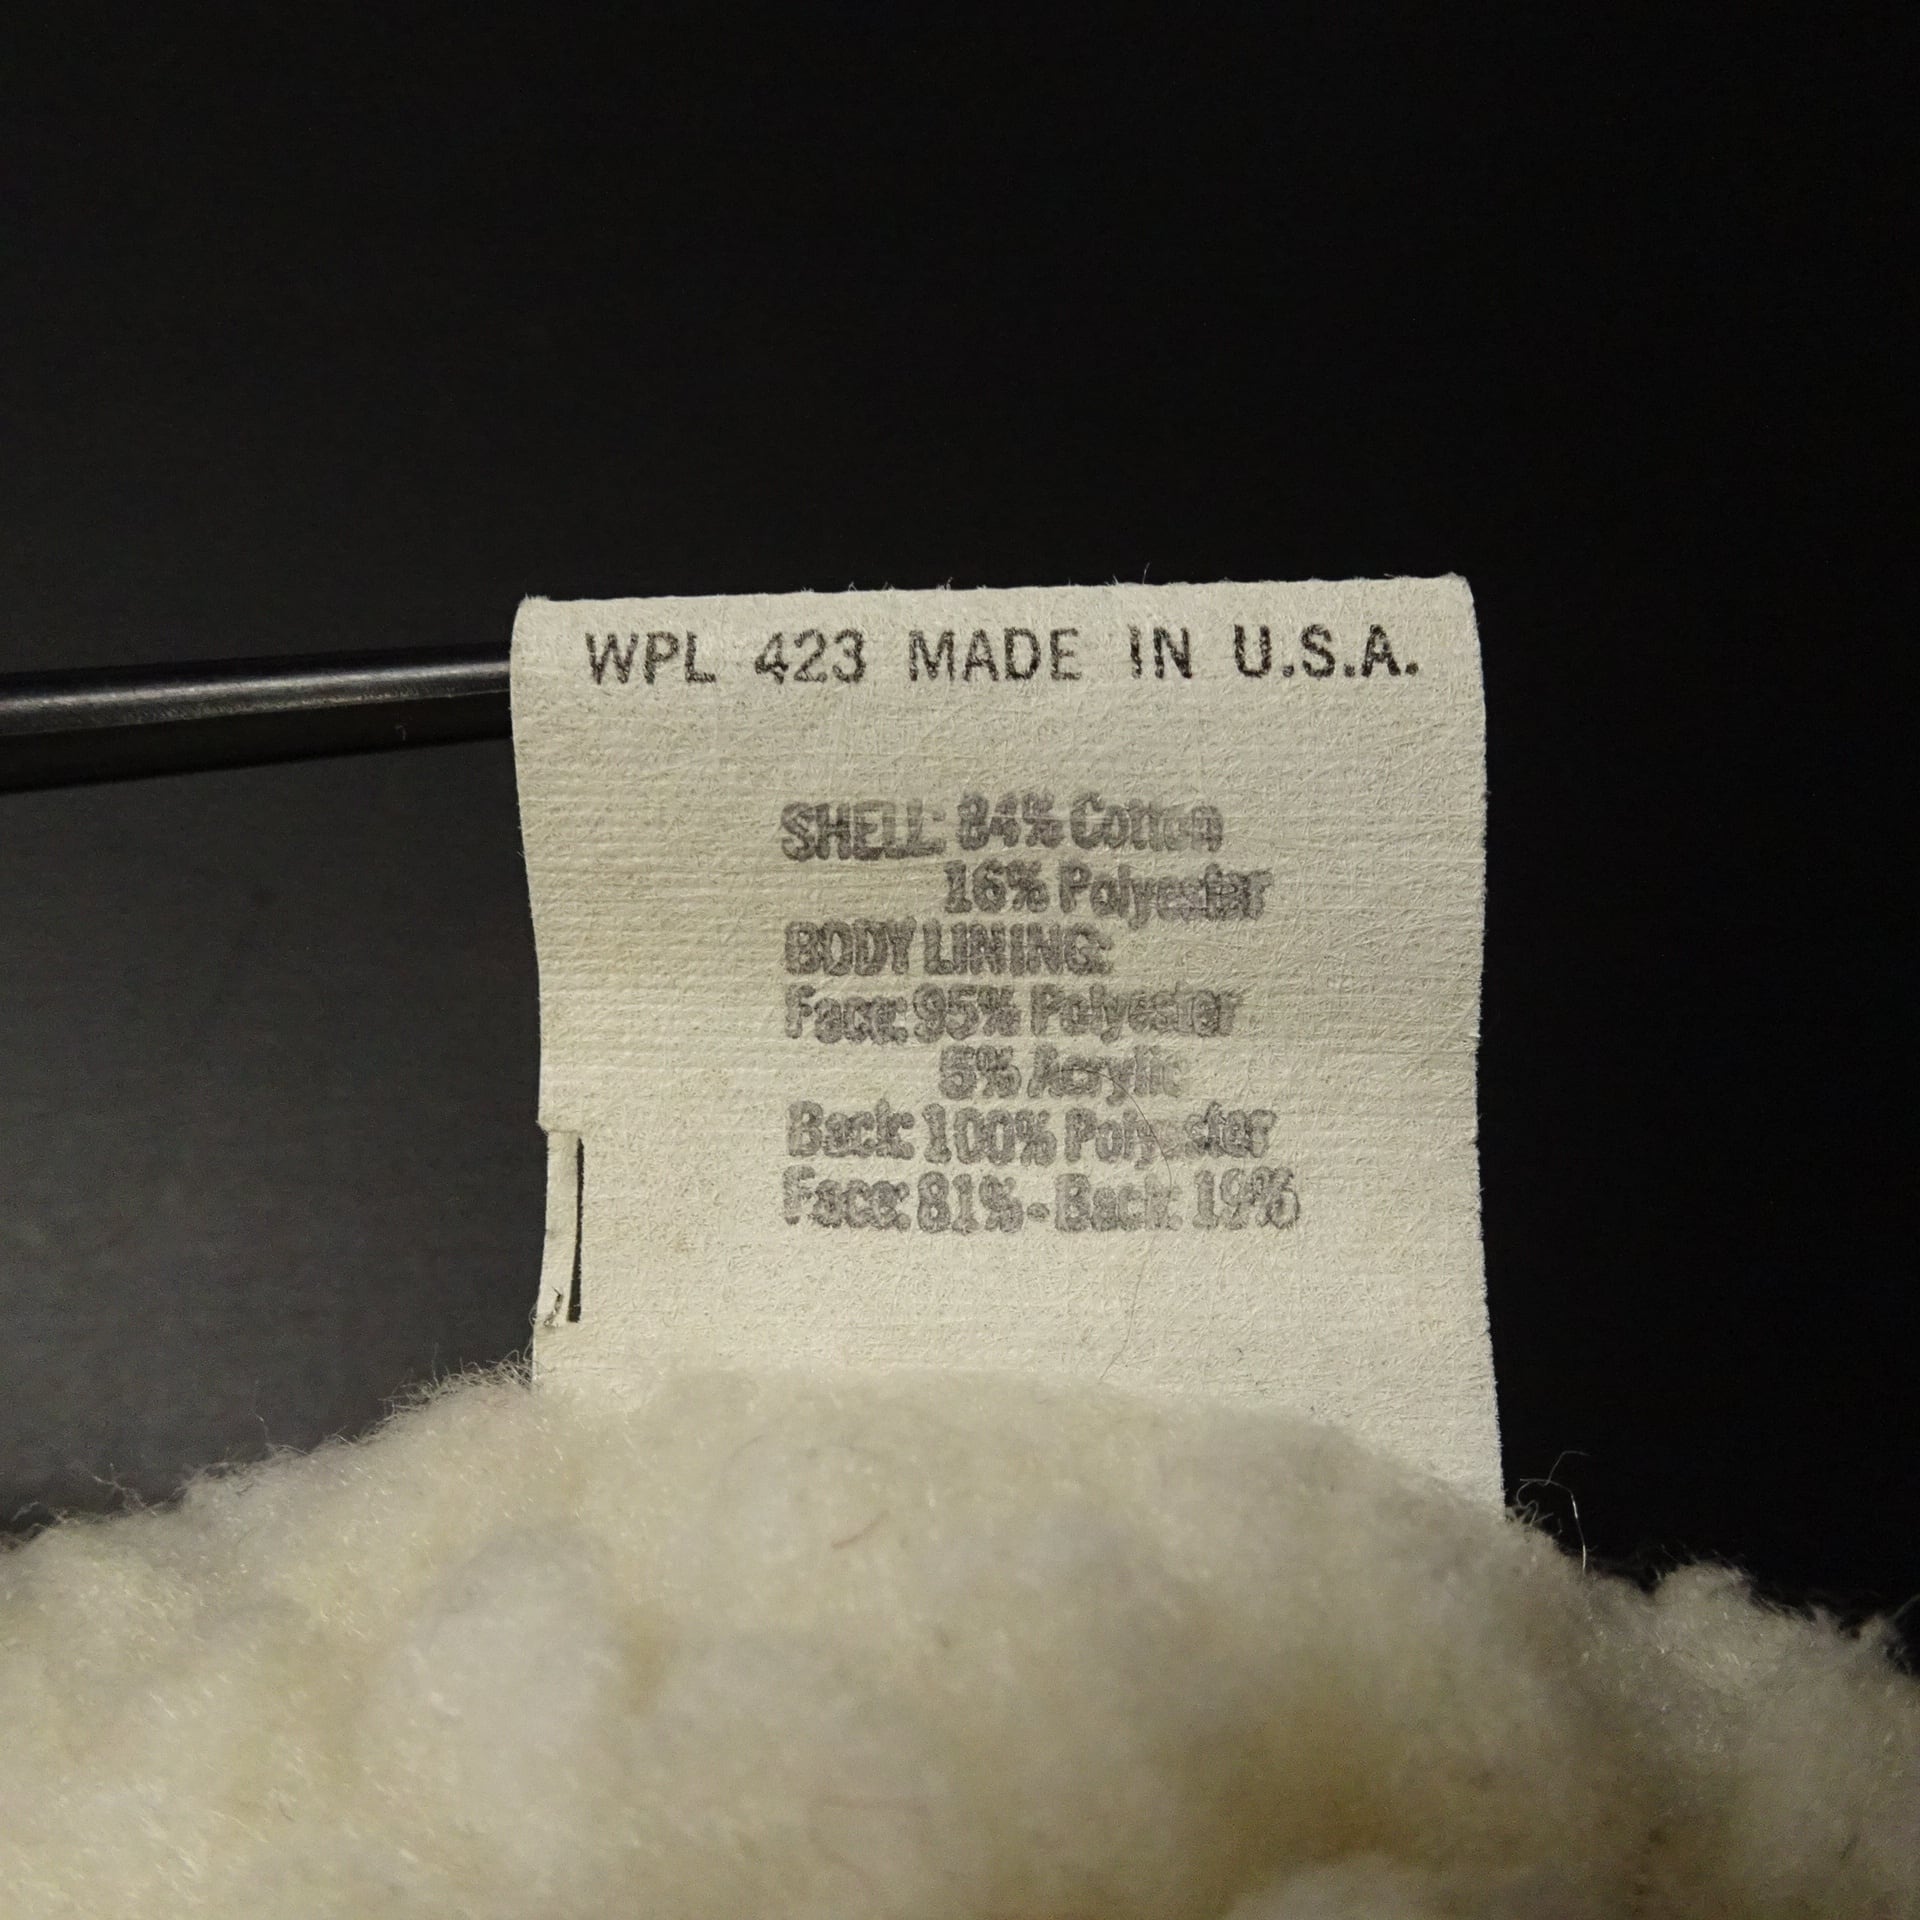 WPL 423 MADE IN U.S.A.
SHELL: 84% Cotton
16% Polyester
BODY LINING:
Face: 95% Polyester
5% Acrylic
Back: 100% Polyester
Face: 81% - Back: 19%